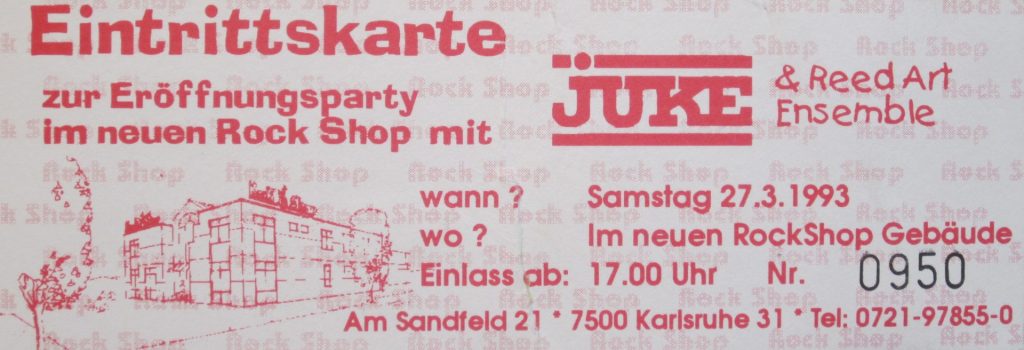 Eintrittskarte
zur Eröffnungsparty
im neuen Rock Shop mit
JUKE
& Reed Art
Ensemble
wann ? Samstag 27.3.1993
wo ? Im neuen RockShop Gebäude
Einlass ab: 17.00 Uhr Nr. 0950
Am Sandfeld 21 * 7500 Karlsruhe 31 * Tel: 0721-97855-0